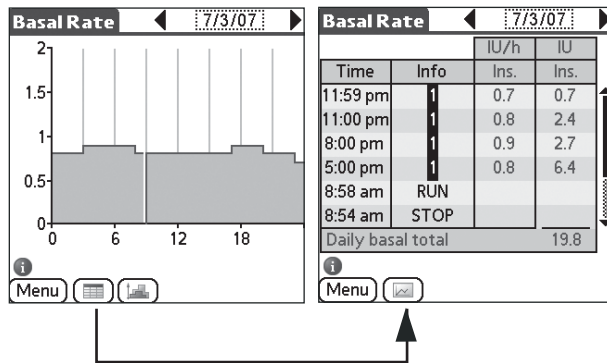 Basal Rate 7/3/07
2
1.5
1
0.5
0
0 6 12 18
i
Menu
Basal Rate 7/3/07
IU/h IU
Time Info Ins. Ins.
11:59 pm 1 0.7 0.7
11:00 pm 1 0.8 2.4
8:00 pm 1 0.9 2.7
5:00 pm 1 0.8 6.4
8:58 am RUN
8:54 am STOP
Daily basal total 19.8
i
Menu